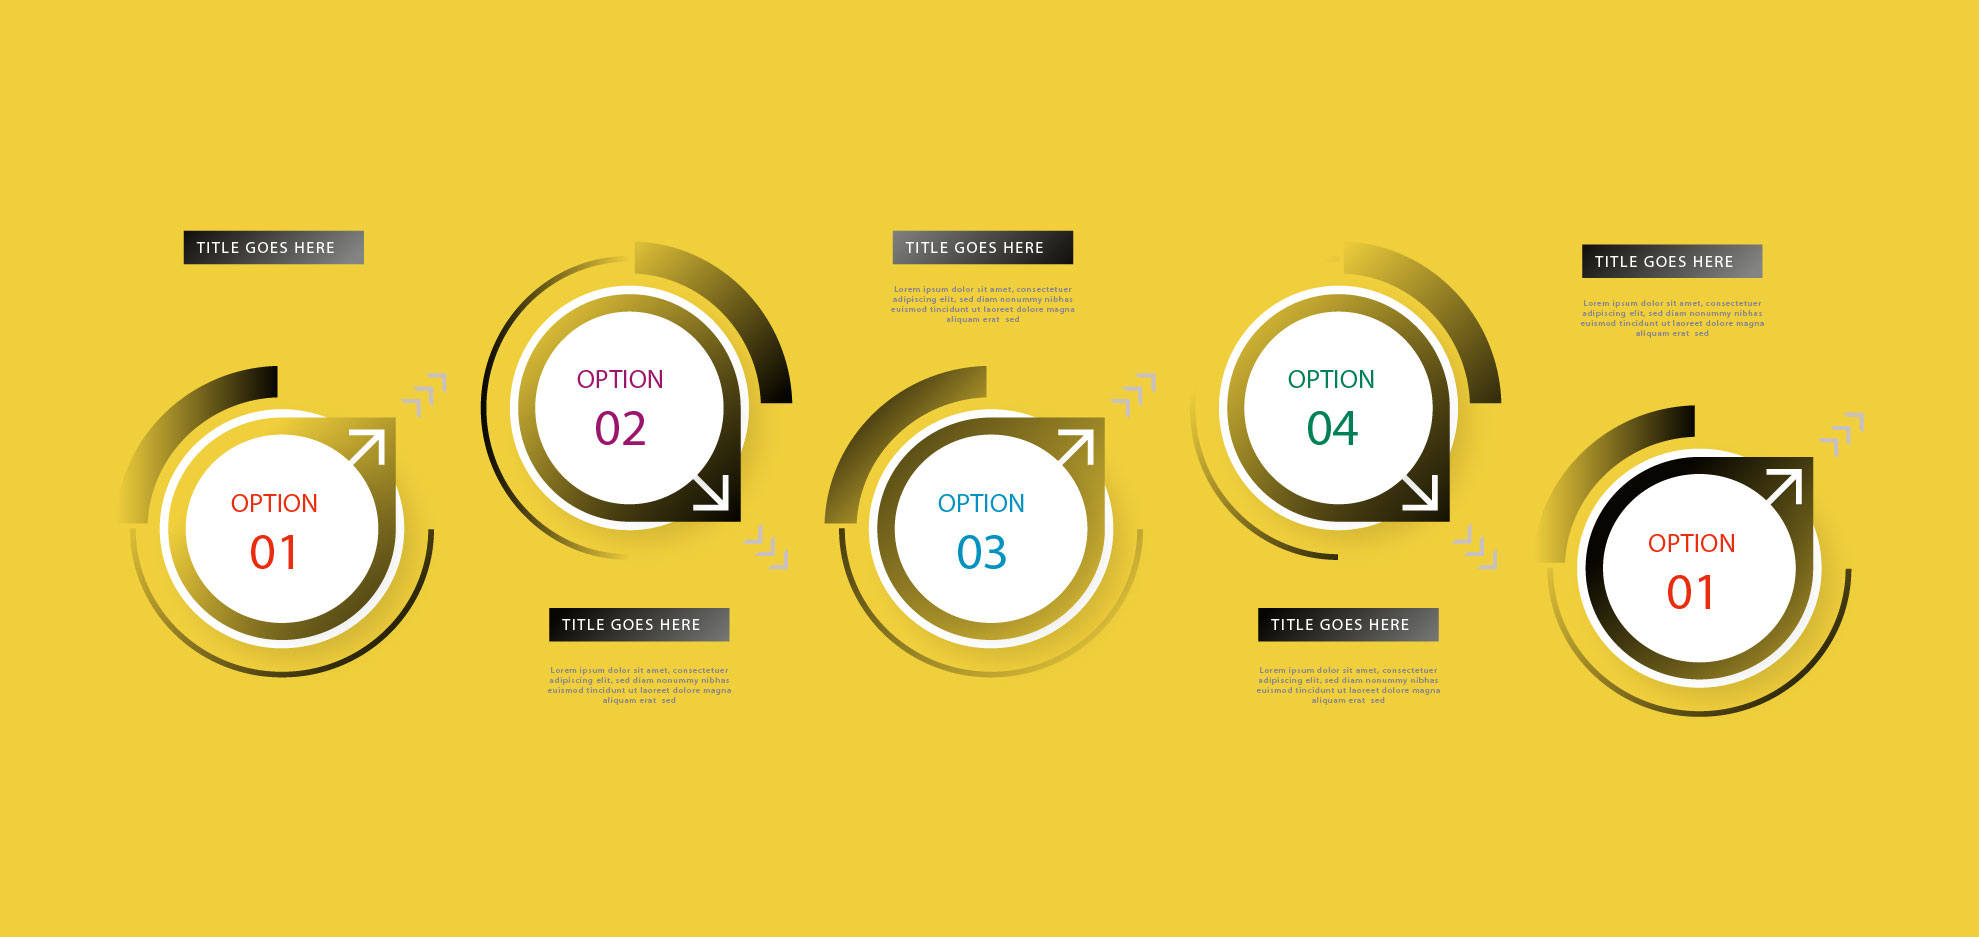 TITLE GOES HERE
OPTION
01
OPTION
02
TITLE GOES HERE
Lorem ipsum dolor sit amet, consectetuer
adipiscing elit, sed diam nonummy nibhas
euismod tincidunt ut laoreet dolore magna
aliquam erat sed
TITLE GOES HERE
Lorem ipsum dolor sit amet, consectetuer
adipiscing elit, sed diam nonummy nibhas
euismod tincidunt ut laoreet dolore magna
aliquam erat sed
OPTION
03
OPTION
04
TITLE GOES HERE
Lorem ipsum dolor sit amet, consectetuer
adipiscing elit, sed diam nonummy nibhas
euismod tincidunt ut laoreet dolore magna
aliquam erat sed
TITLE GOES HERE
Lorem ipsum dolor sit amet, consectetuer
adipiscing elit, sed diam nonummy nibhas
euismod tincidunt ut laoreet dolore magna
aliquam erat sed
OPTION
01